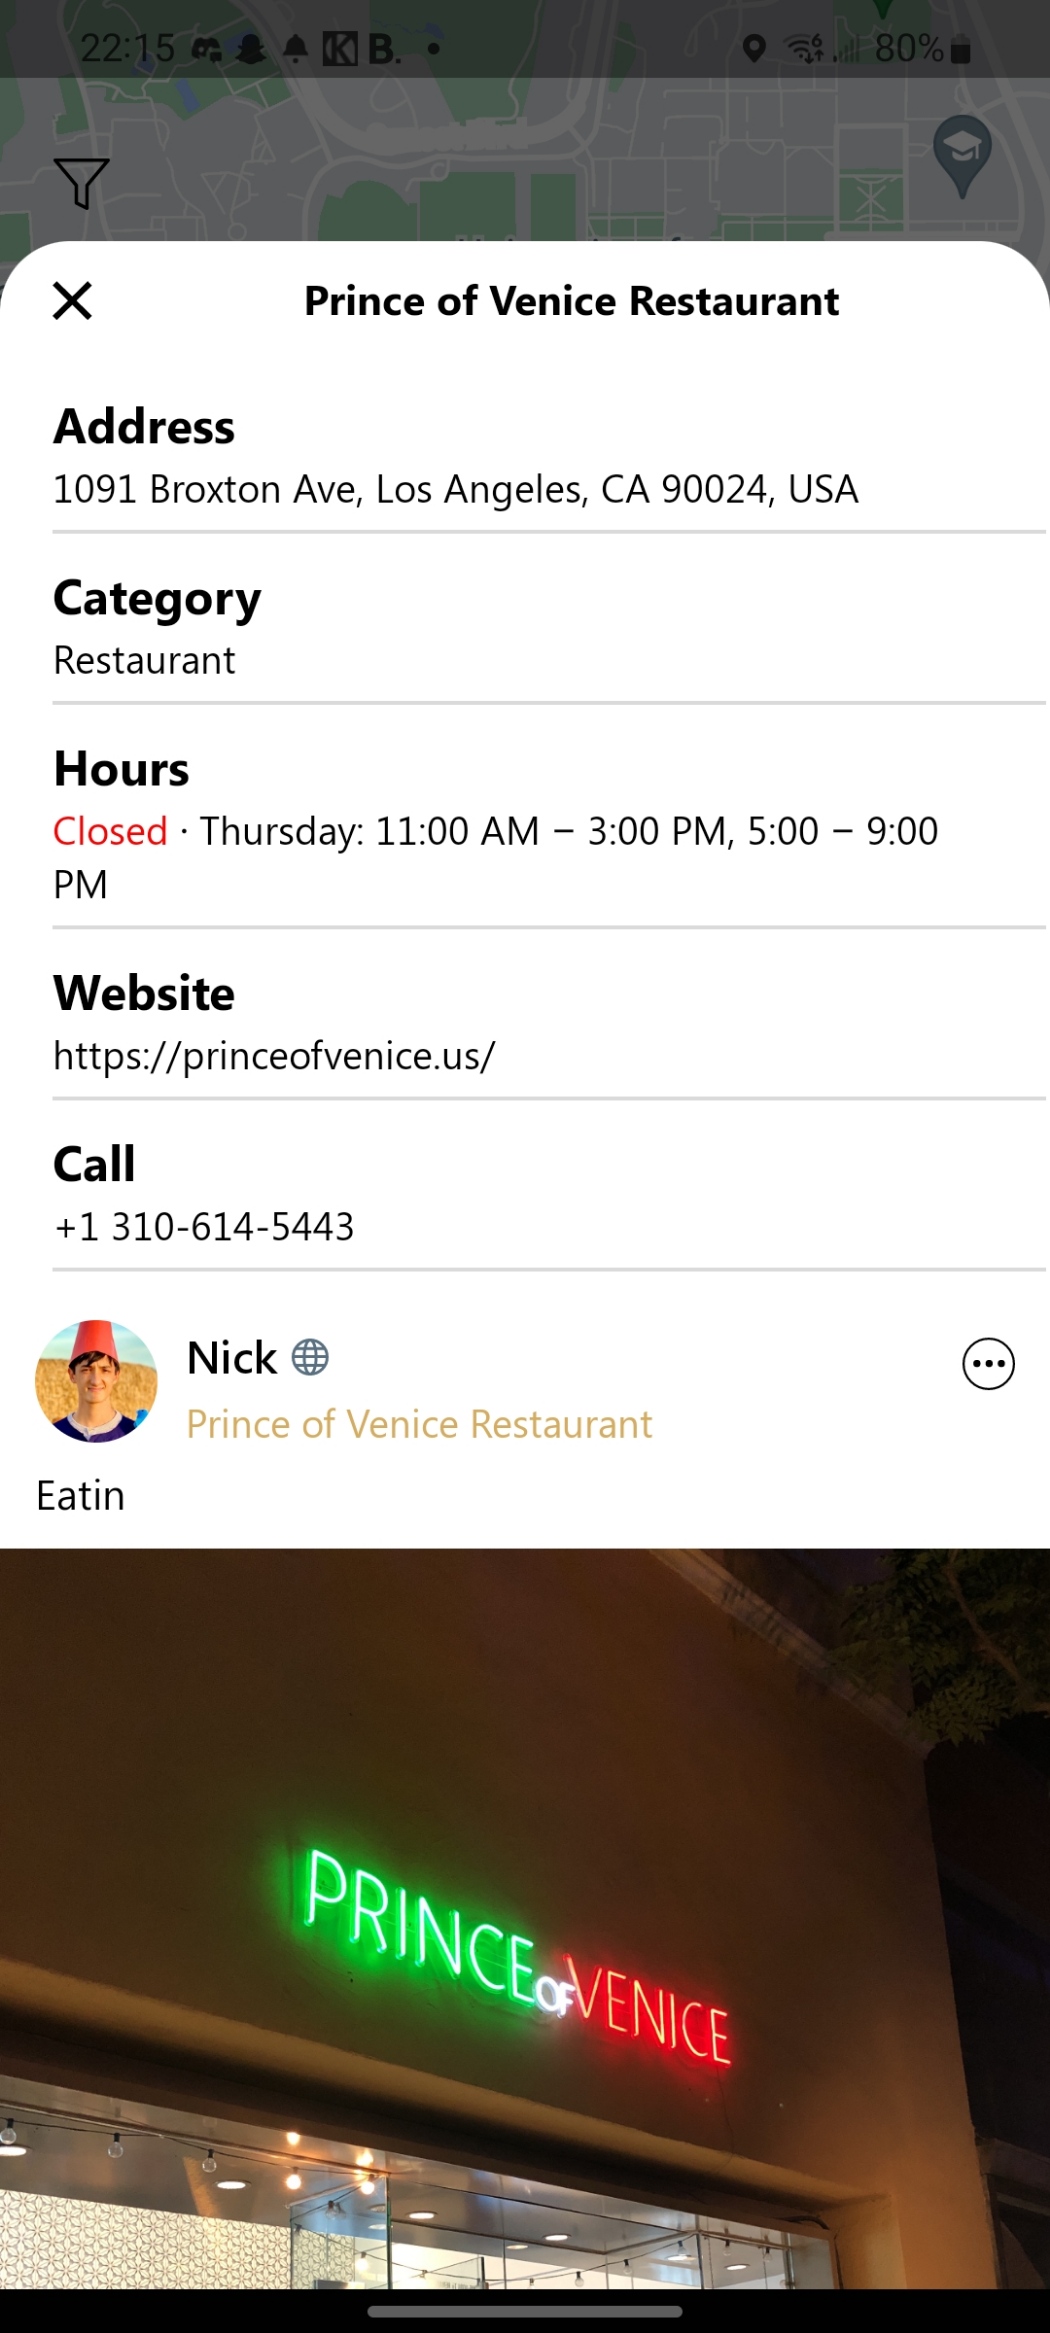 22:15
B.
80%
Prince of Venice Restaurant
Address
1091 Broxton Ave, Los Angeles, CA 90024, USA
Category
Restaurant
Hours
Closed · Thursday: 11:00 AM – 3:00 PM, 5:00 – 9:00
PM
Website
https://princeofvenice.us/
Call
+1 310-614-5443
Nick
Prince of Venice Restaurant
Eatin
PRINCE OF VENICE